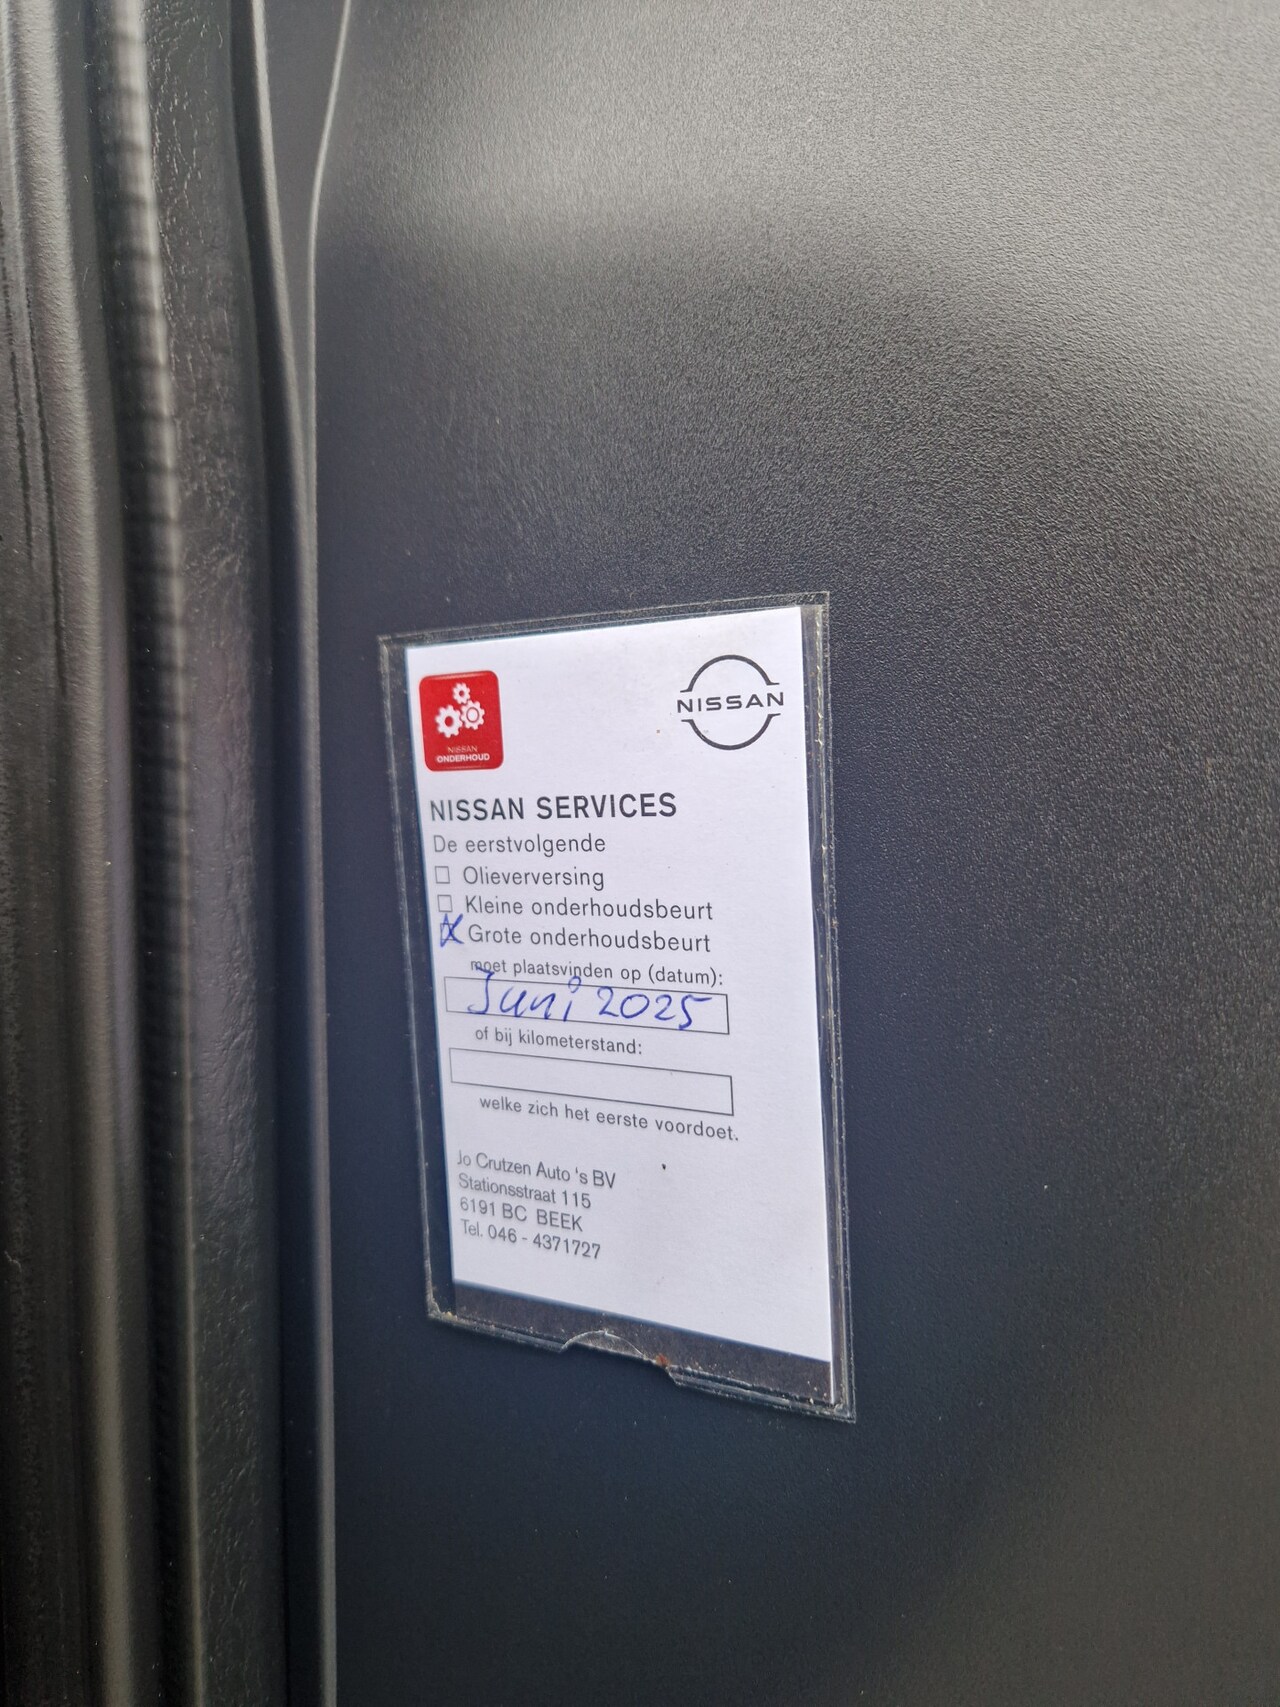 NISSAN
ONDERHOUD
NISSAN
NISSAN SERVICES
De eerstvolgende
☐ Olieverversing
☐ Kleine onderhoudsbeurt
☒ Grote onderhoudsbeurt
moet plaatsvinden op (datum):
Juni 2025
of bij kilometerstand:
welke zich het eerste voordoet.
Jo Crutzen Auto 's BV
Stationsstraat 115
6191 BC BEEK
Tel. 046 - 4371727